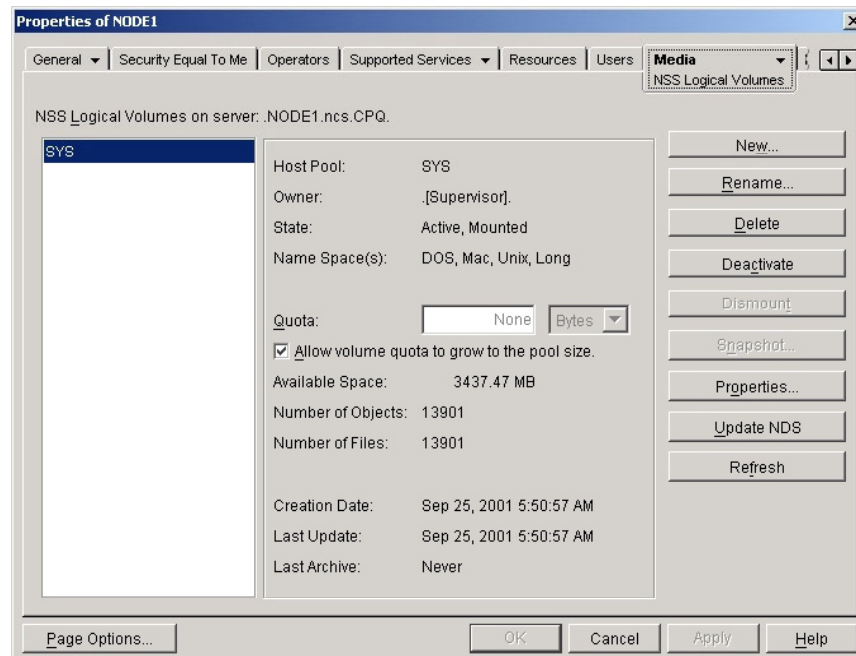 Properties of NODE1
General Security Equal To Me Operators Supported Services Resources Users Media
NSS Logical Volumes
NSS Logical Volumes on server: .NODE1.ncs.CPQ.
SYS
Host Pool: SYS
Owner: .[Supervisor].
State: Active, Mounted
Name Space(s): DOS, Mac, Unix, Long
Quota: None Bytes
Allow volume quota to grow to the pool size.
Available Space: 3437.47 MB
Number of Objects: 13901
Number of Files: 13901
Creation Date: Sep 25, 2001 5:50:57 AM
Last Update: Sep 25, 2001 5:50:57 AM
Last Archive: Never
New...
Rename...
Delete
Deactivate
Dismount
Snapshot...
Properties...
Update NDS
Refresh
Page Options... OK Cancel Apply Help